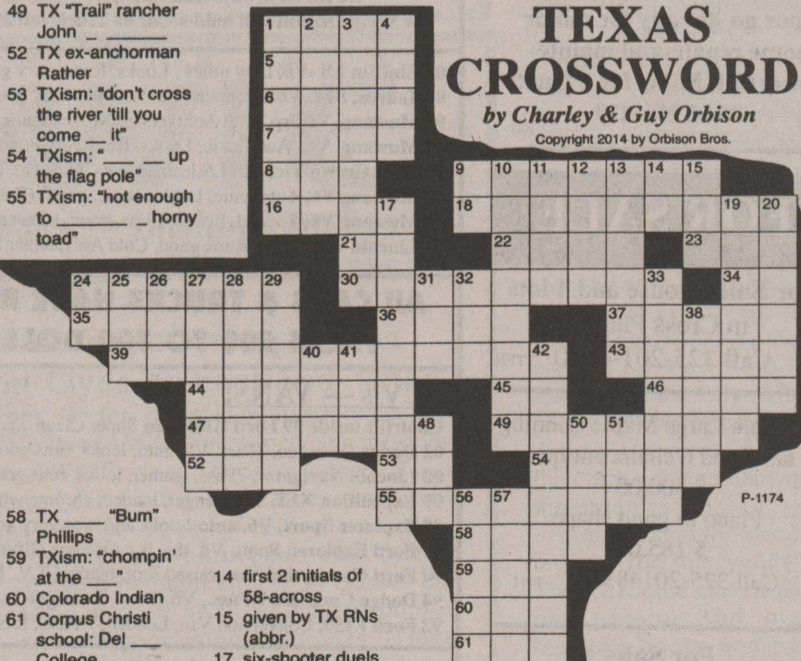 49 TX "Trail" rancher
John ___ ______
52 TX ex-anchorman
Rather
53 TXism: "don't cross
the river 'till you
come __ it"
54 TXism: "____ ___ up
the flag pole"
55 TXism: "hot enough
to ________ horny
toad"
58 TX _____ "Bum"
Phillips
59 TXism: "chompin'
at the ___"
60 Colorado Indian
61 Corpus Christi
school: Del ____
College
14 first 2 initials of
58-across
15 given by TX RNs
(abbr.)
17 six-shooter duels
TEXAS
CROSSWORD
by Charley & Guy Orbison
Copyright 2014 by Orbison Bros.
1 2 3 4
5
6
7
8 9 10 11 12 13 14 15
16 17 18 19 20
21 22 23
24 25 26 27 28 29 30 31 32 33 34
35 36 37 38
39 40 41 42 43
44 45 46
47 48 49 50 51
52 53 54
55 56 57
P-1174
58
59
60
61